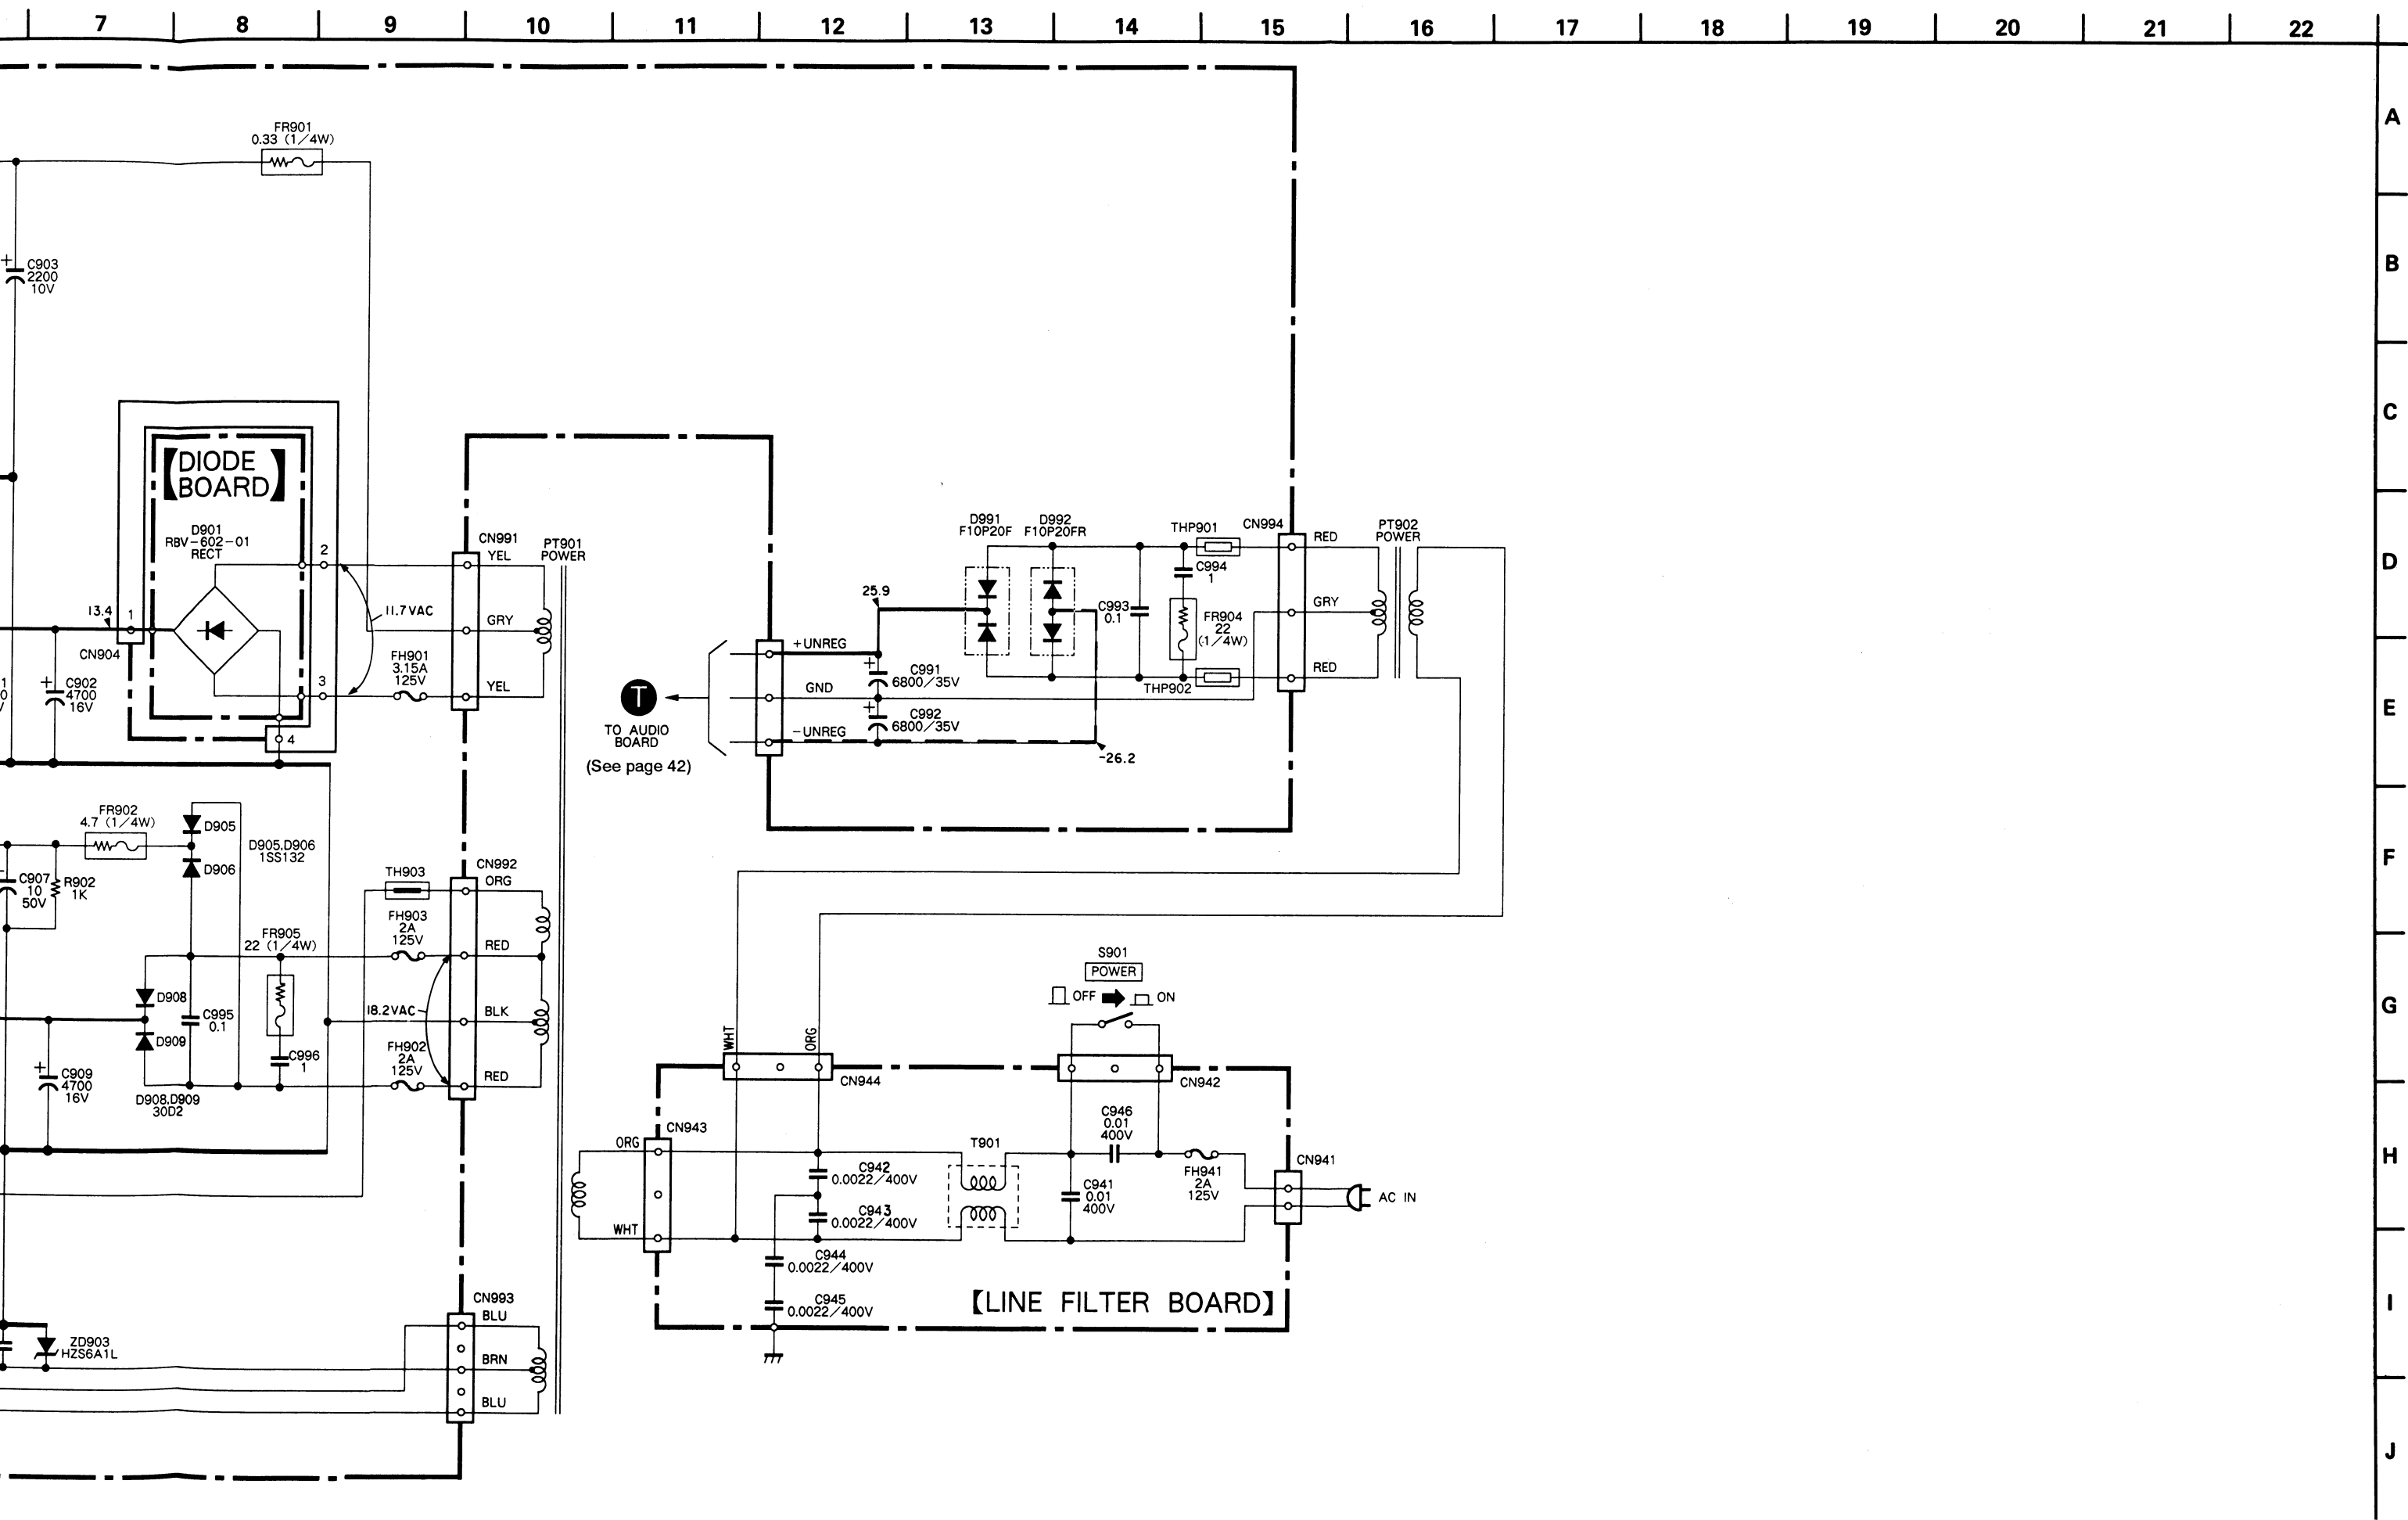 7 8 9 10 11 12 13 14 15 16 17 18 19 20 21 22
A
B
C
D
E
F
G
H
I
J
FR901
0.33 (1/4W)
+
C903
2200
10V
【DIODE
BOARD】
D901
RBV-602-01
RECT
2
13.4
1
CN904
3
4
11.7VAC
FH901
3.15A
125V
+
C902
4700
16V
CN991
YEL
GRY
YEL
PT901
POWER
T
TO AUDIO
BOARD
(See page 42)
+UNREG
GND
-UNREG
25.9
+
C991
6800/35V
+
C992
6800/35V
-26.2
D991
F10P20F
D992
F10P20FR
C993
0.1
THP901
C994
1
FR904
22
(1/4W)
THP902
CN994
RED
GRY
RED
PT902
POWER
FR902
4.7 (1/4W)
D905
D906
D905,D906
1SS132
C907
10
50V
R902
1K
TH903
FH903
2A
125V
FR905
22 (1/4W)
CN992
ORG
RED
BLK
RED
18.2VAC
FH902
2A
125V
D908
D909
C995
0.1
C996
1
D908,D909
30D2
+
C909
4700
16V
S901
POWER
OFF ON
WHT
ORG
CN944
CN942
CN943
ORG
WHT
C942
0.0022/400V
C943
0.0022/400V
C944
0.0022/400V
C945
0.0022/400V
T901
C946
0.01
400V
C941
0.01
400V
FH941
2A
125V
CN941
AC IN
【LINE FILTER BOARD】
CN993
BLU
BRN
BLU
ZD903
HZS6A1L